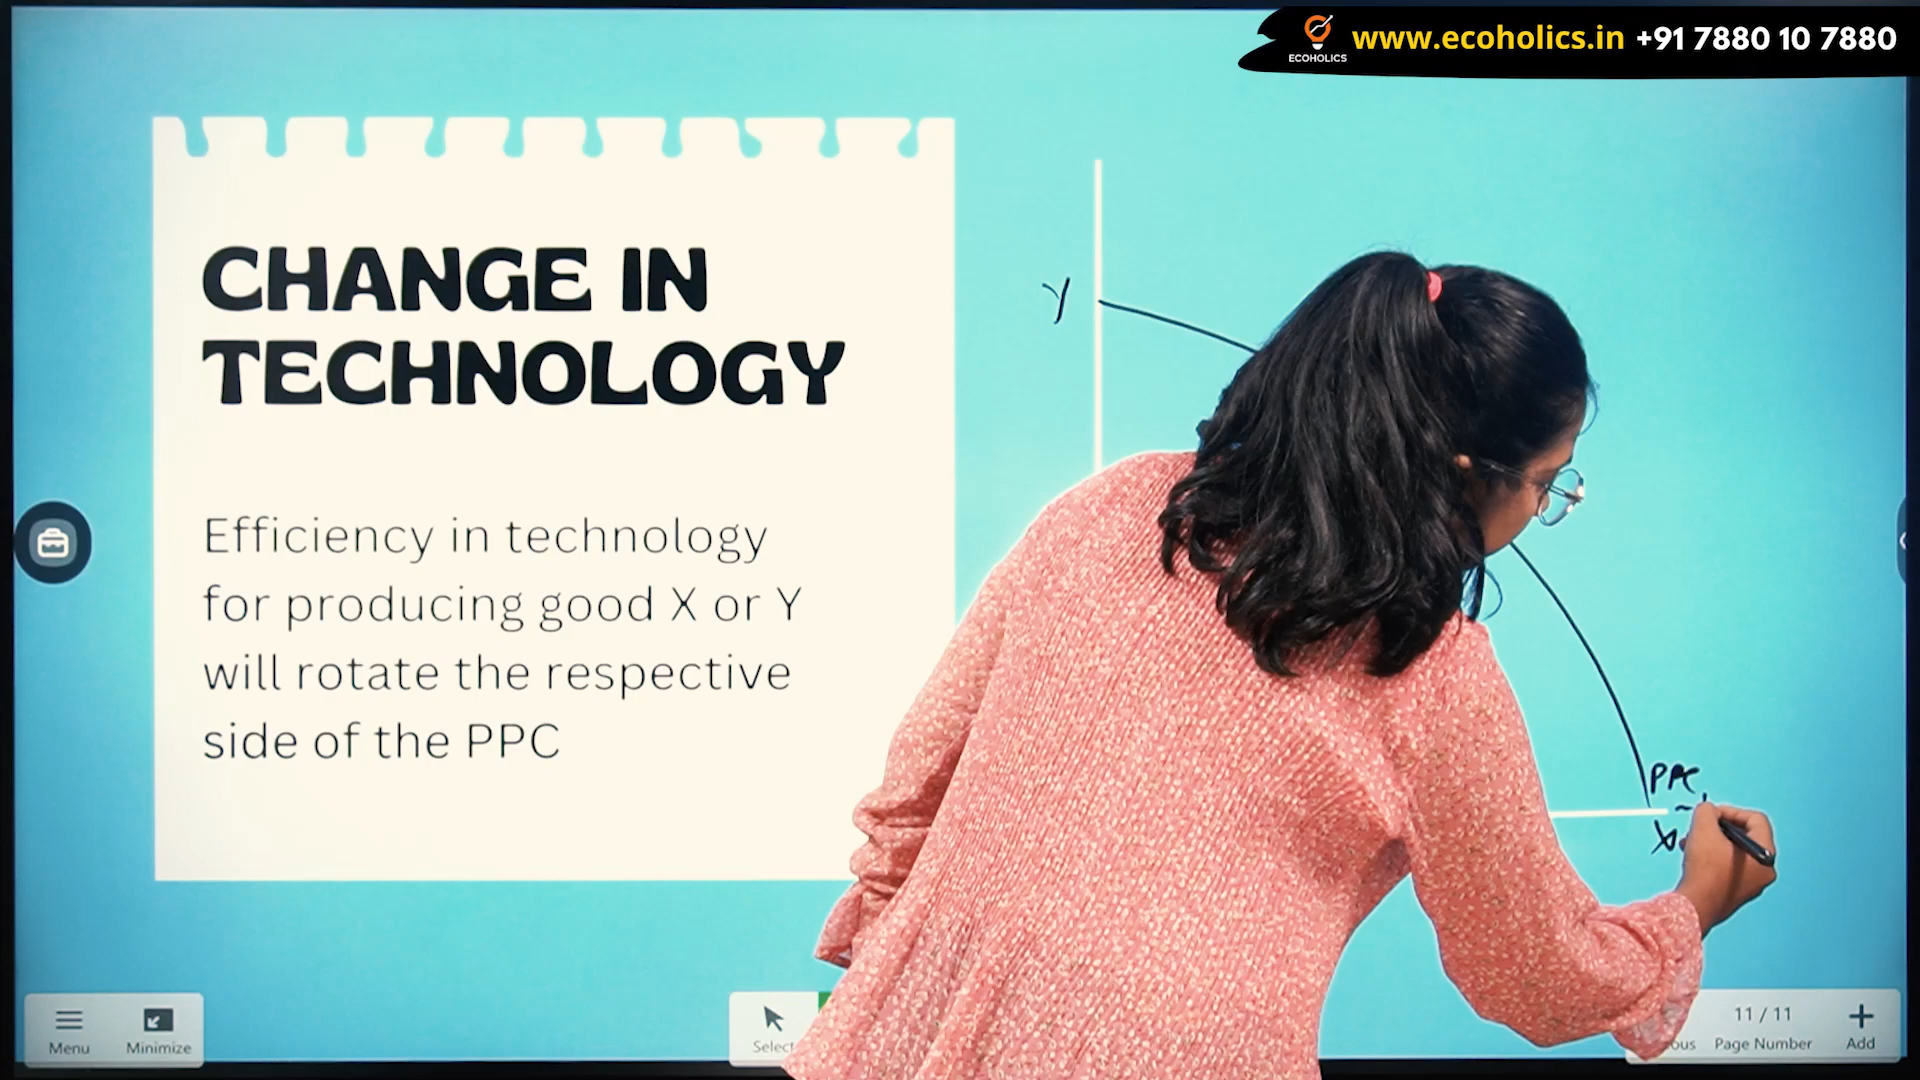 ECOHOLICS
www.ecoholics.in +91 7880 10 7880
CHANGE IN
TECHNOLOGY
Efficiency in technology
for producing good X or Y
will rotate the respective
side of the PPC
Y
PPC
X
Menu
Minimize
Select
11 / 11
Page Number
Add